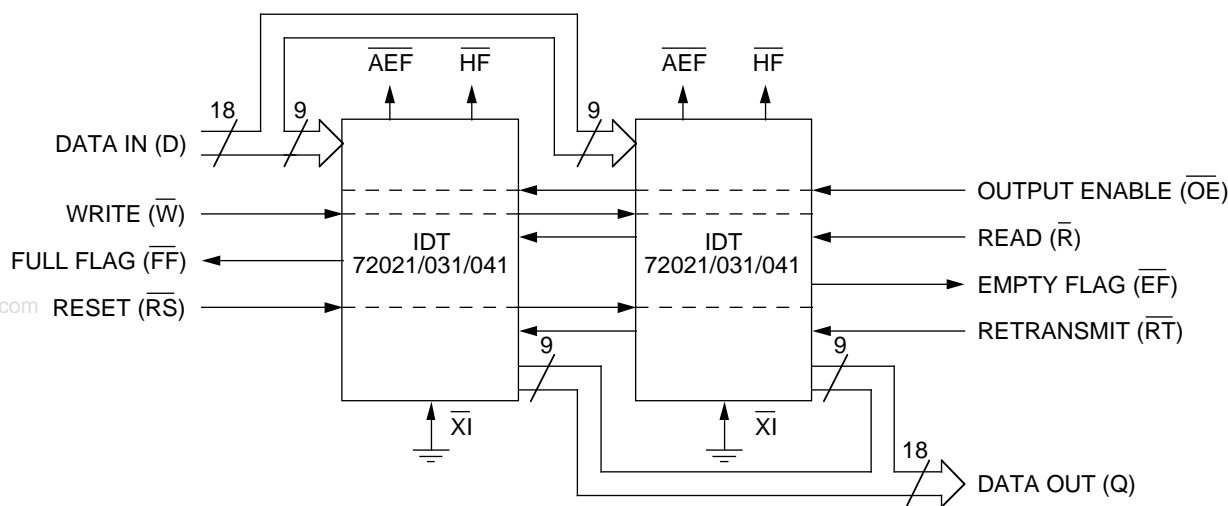 AEF HF AEF HF
18 9 9
DATA IN (D)
OUTPUT ENABLE (OE)
WRITE (W)
READ (R)
IDT
72021/031/041
IDT
72021/031/041
FULL FLAG (FF)
EMPTY FLAG (EF)
com
RESET (RS)
RETRANSMIT (RT)
9 9
XI XI
18
DATA OUT (Q)